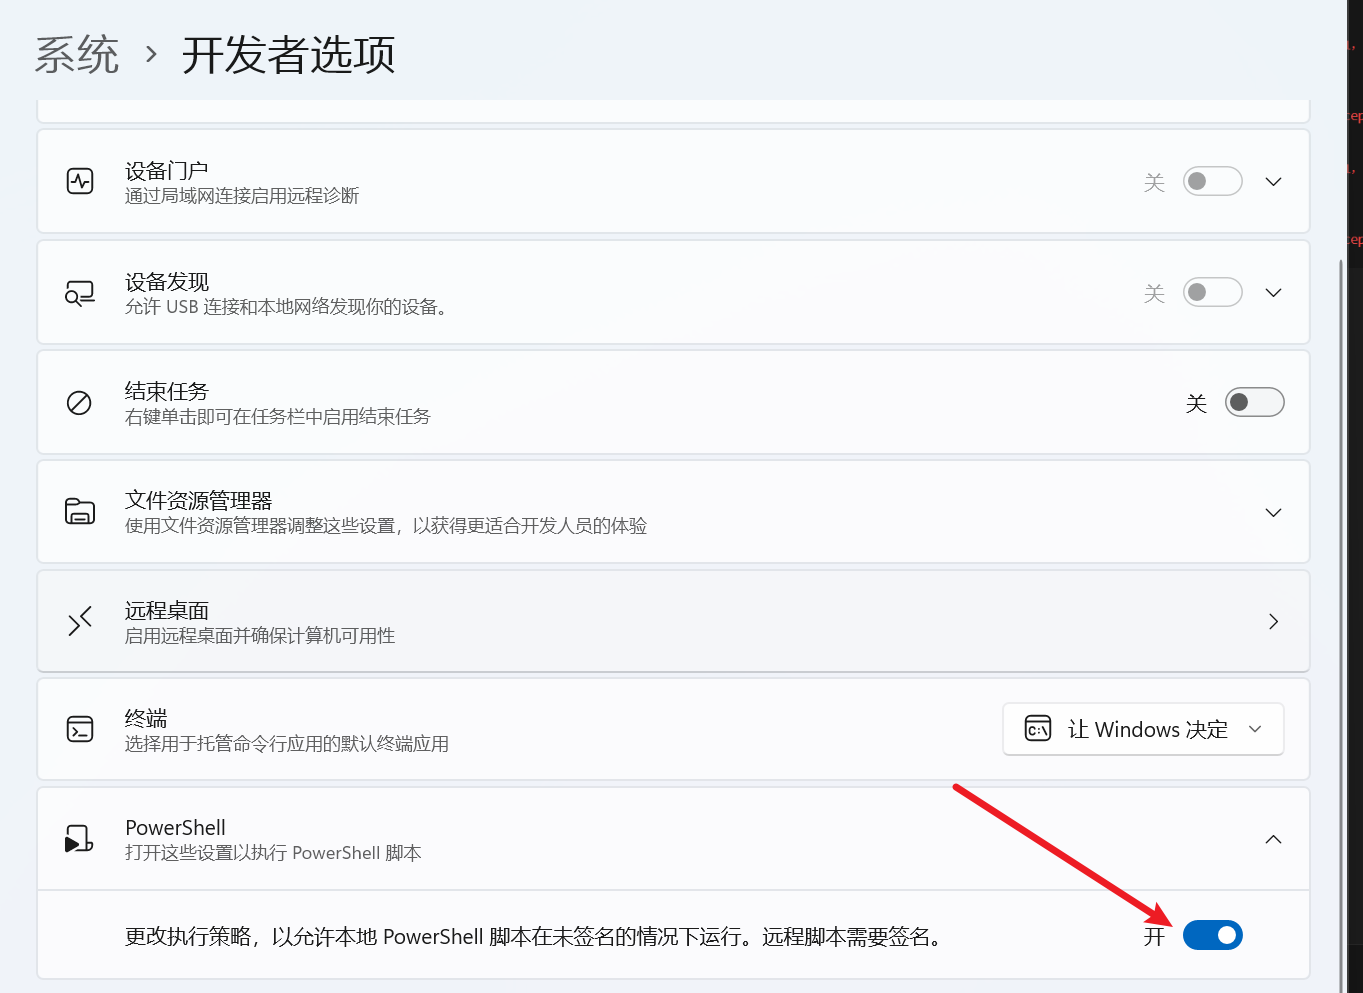 系统 › 开发者选项
设备门户
通过局域网连接启用远程诊断
关
设备发现
允许 USB 连接和本地网络发现你的设备。
关
结束任务
右键单击即可在任务栏中启用结束任务
关
文件资源管理器
使用文件资源管理器调整这些设置，以获得更适合开发人员的体验
远程桌面
启用远程桌面并确保计算机可用性
终端
选择用于托管命令行应用的默认终端应用
让 Windows 决定
PowerShell
打开这些设置以执行 PowerShell 脚本
更改执行策略，以允许本地 PowerShell 脚本在未签名的情况下运行。远程脚本需要签名。
开